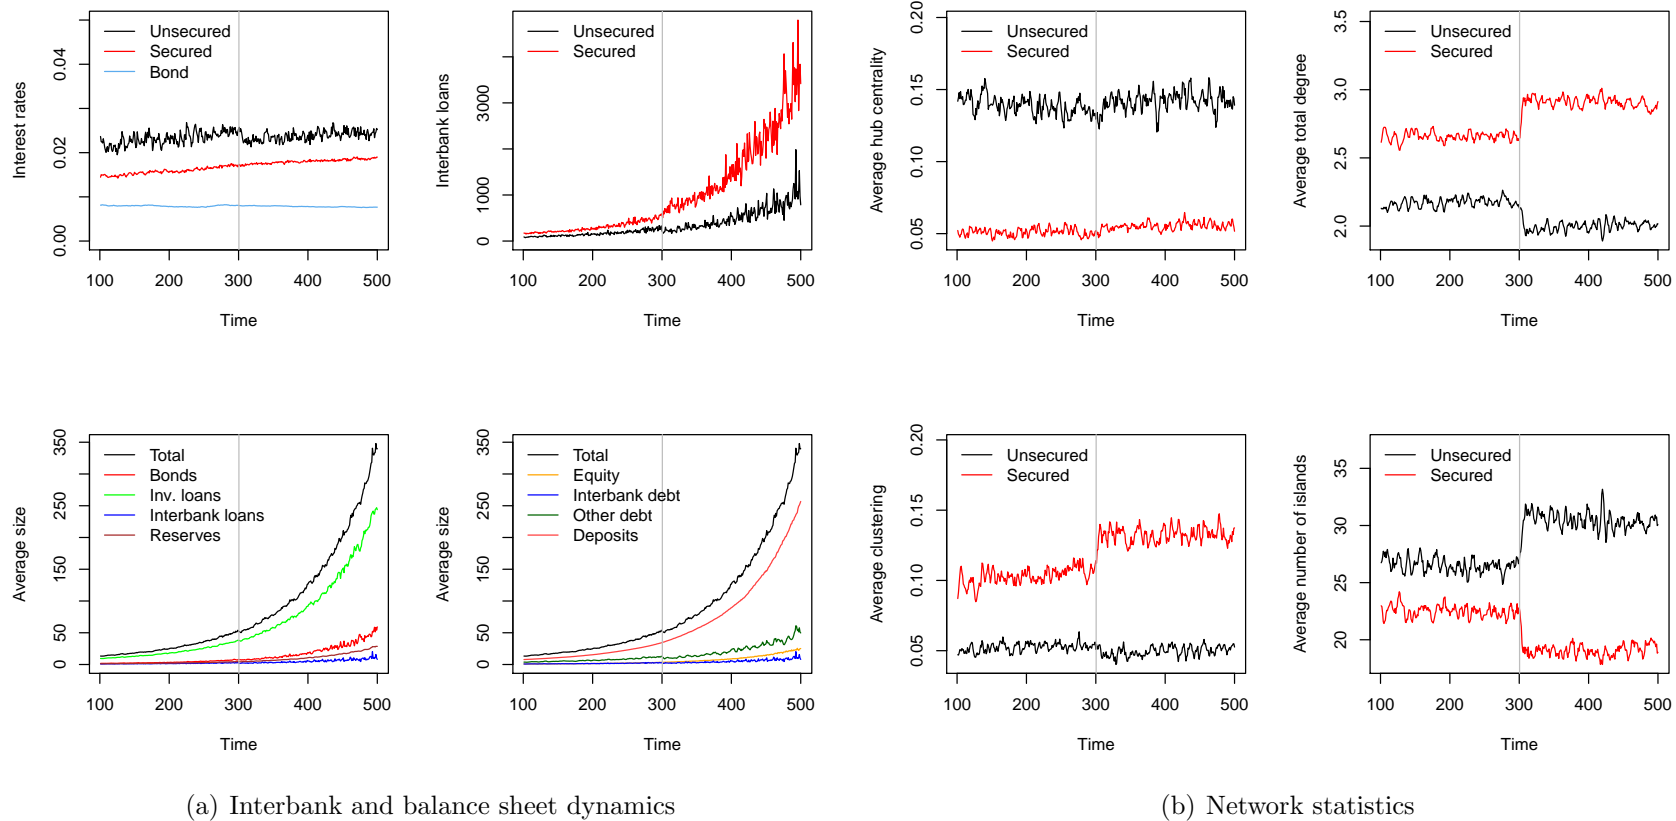 Interest rates
0.00
0.02
0.04
Unsecured
Secured
Bond
100 200 300 400 500
Time
Interbank loans
0
1000
3000
Unsecured
Secured
100 200 300 400 500
Time
Average hub centrality
0.05
0.10
0.15
0.20
Unsecured
Secured
100 200 300 400 500
Time
Average total degree
2.0
2.5
3.0
3.5
Unsecured
Secured
100 200 300 400 500
Time
Average size
0
50
150
250
350
Total
Bonds
Inv. loans
Interbank loans
Reserves
100 200 300 400 500
Time
Average size
0
50
150
250
350
Total
Equity
Interbank debt
Other debt
Deposits
100 200 300 400 500
Time
Average clustering
0.05
0.10
0.15
0.20
Unsecured
Secured
100 200 300 400 500
Time
Average number of islands
20
25
30
35
Unsecured
Secured
100 200 300 400 500
Time
(a) Interbank and balance sheet dynamics
(b) Network statistics